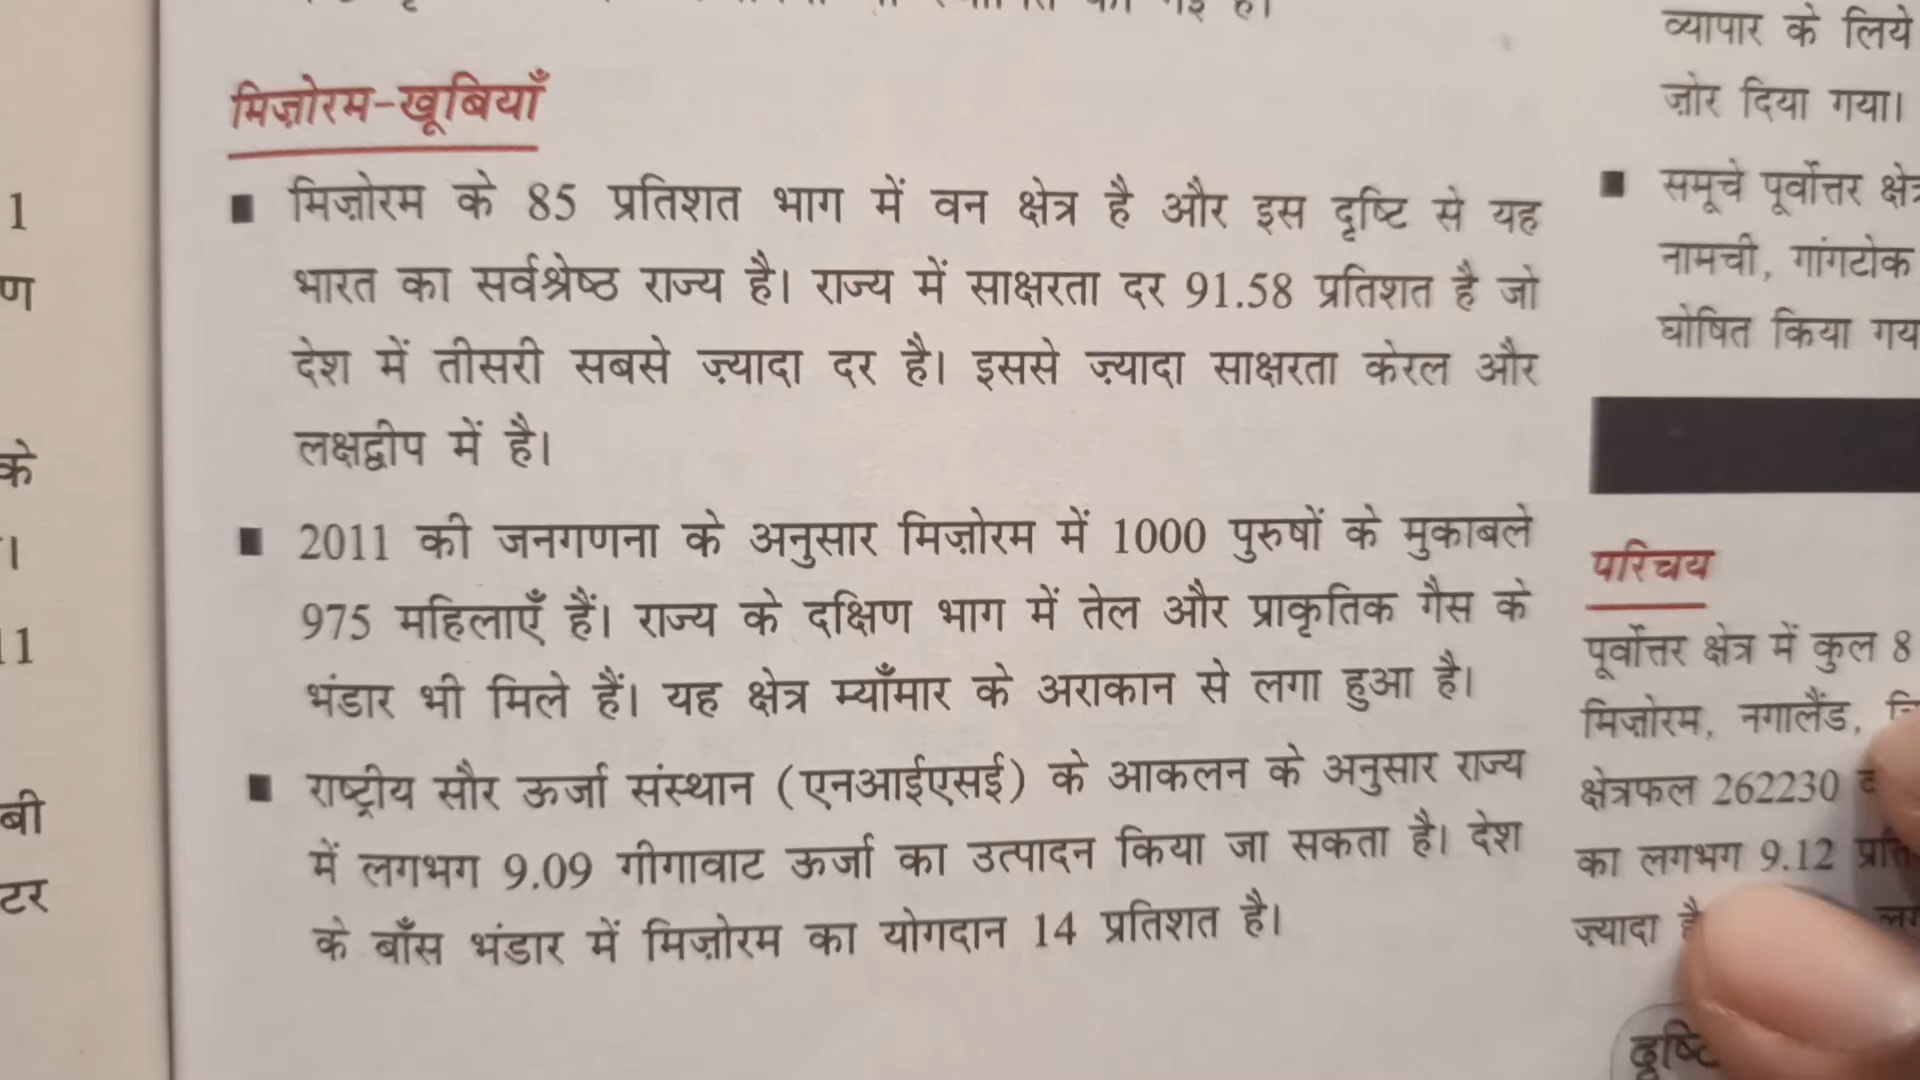 मिज़ोरम-खूबियाँ
मिज़ोरम के 85 प्रतिशत भाग में वन क्षेत्र है और इस दृष्टि से यह
भारत का सर्वश्रेष्ठ राज्य है। राज्य में साक्षरता दर 91.58 प्रतिशत है जो
देश में तीसरी सबसे ज़्यादा दर है। इससे ज़्यादा साक्षरता केरल और
लक्षद्वीप में है।
2011 की जनगणना के अनुसार मिज़ोरम में 1000 पुरुषों के मुकाबले
975 महिलाएँ हैं। राज्य के दक्षिण भाग में तेल और प्राकृतिक गैस के
भंडार भी मिले हैं। यह क्षेत्र म्याँमार के अराकान से लगा हुआ है।
राष्ट्रीय सौर ऊर्जा संस्थान (एनआईएसई) के आकलन के अनुसार राज्य
में लगभग 9.09 गीगावाट ऊर्जा का उत्पादन किया जा सकता है। देश
के बाँस भंडार में मिज़ोरम का योगदान 14 प्रतिशत है।
व्यापार के लिये
ज़ोर दिया गया।
समूचे पूर्वोत्तर
नामची, गांगटोक
घोषित किया
परिचय
पूर्वोत्तर क्षेत्र में कुल 8
मिज़ोरम, नगालैंड,
क्षेत्रफल 262230
का लगभग 9.12
ज़्यादा